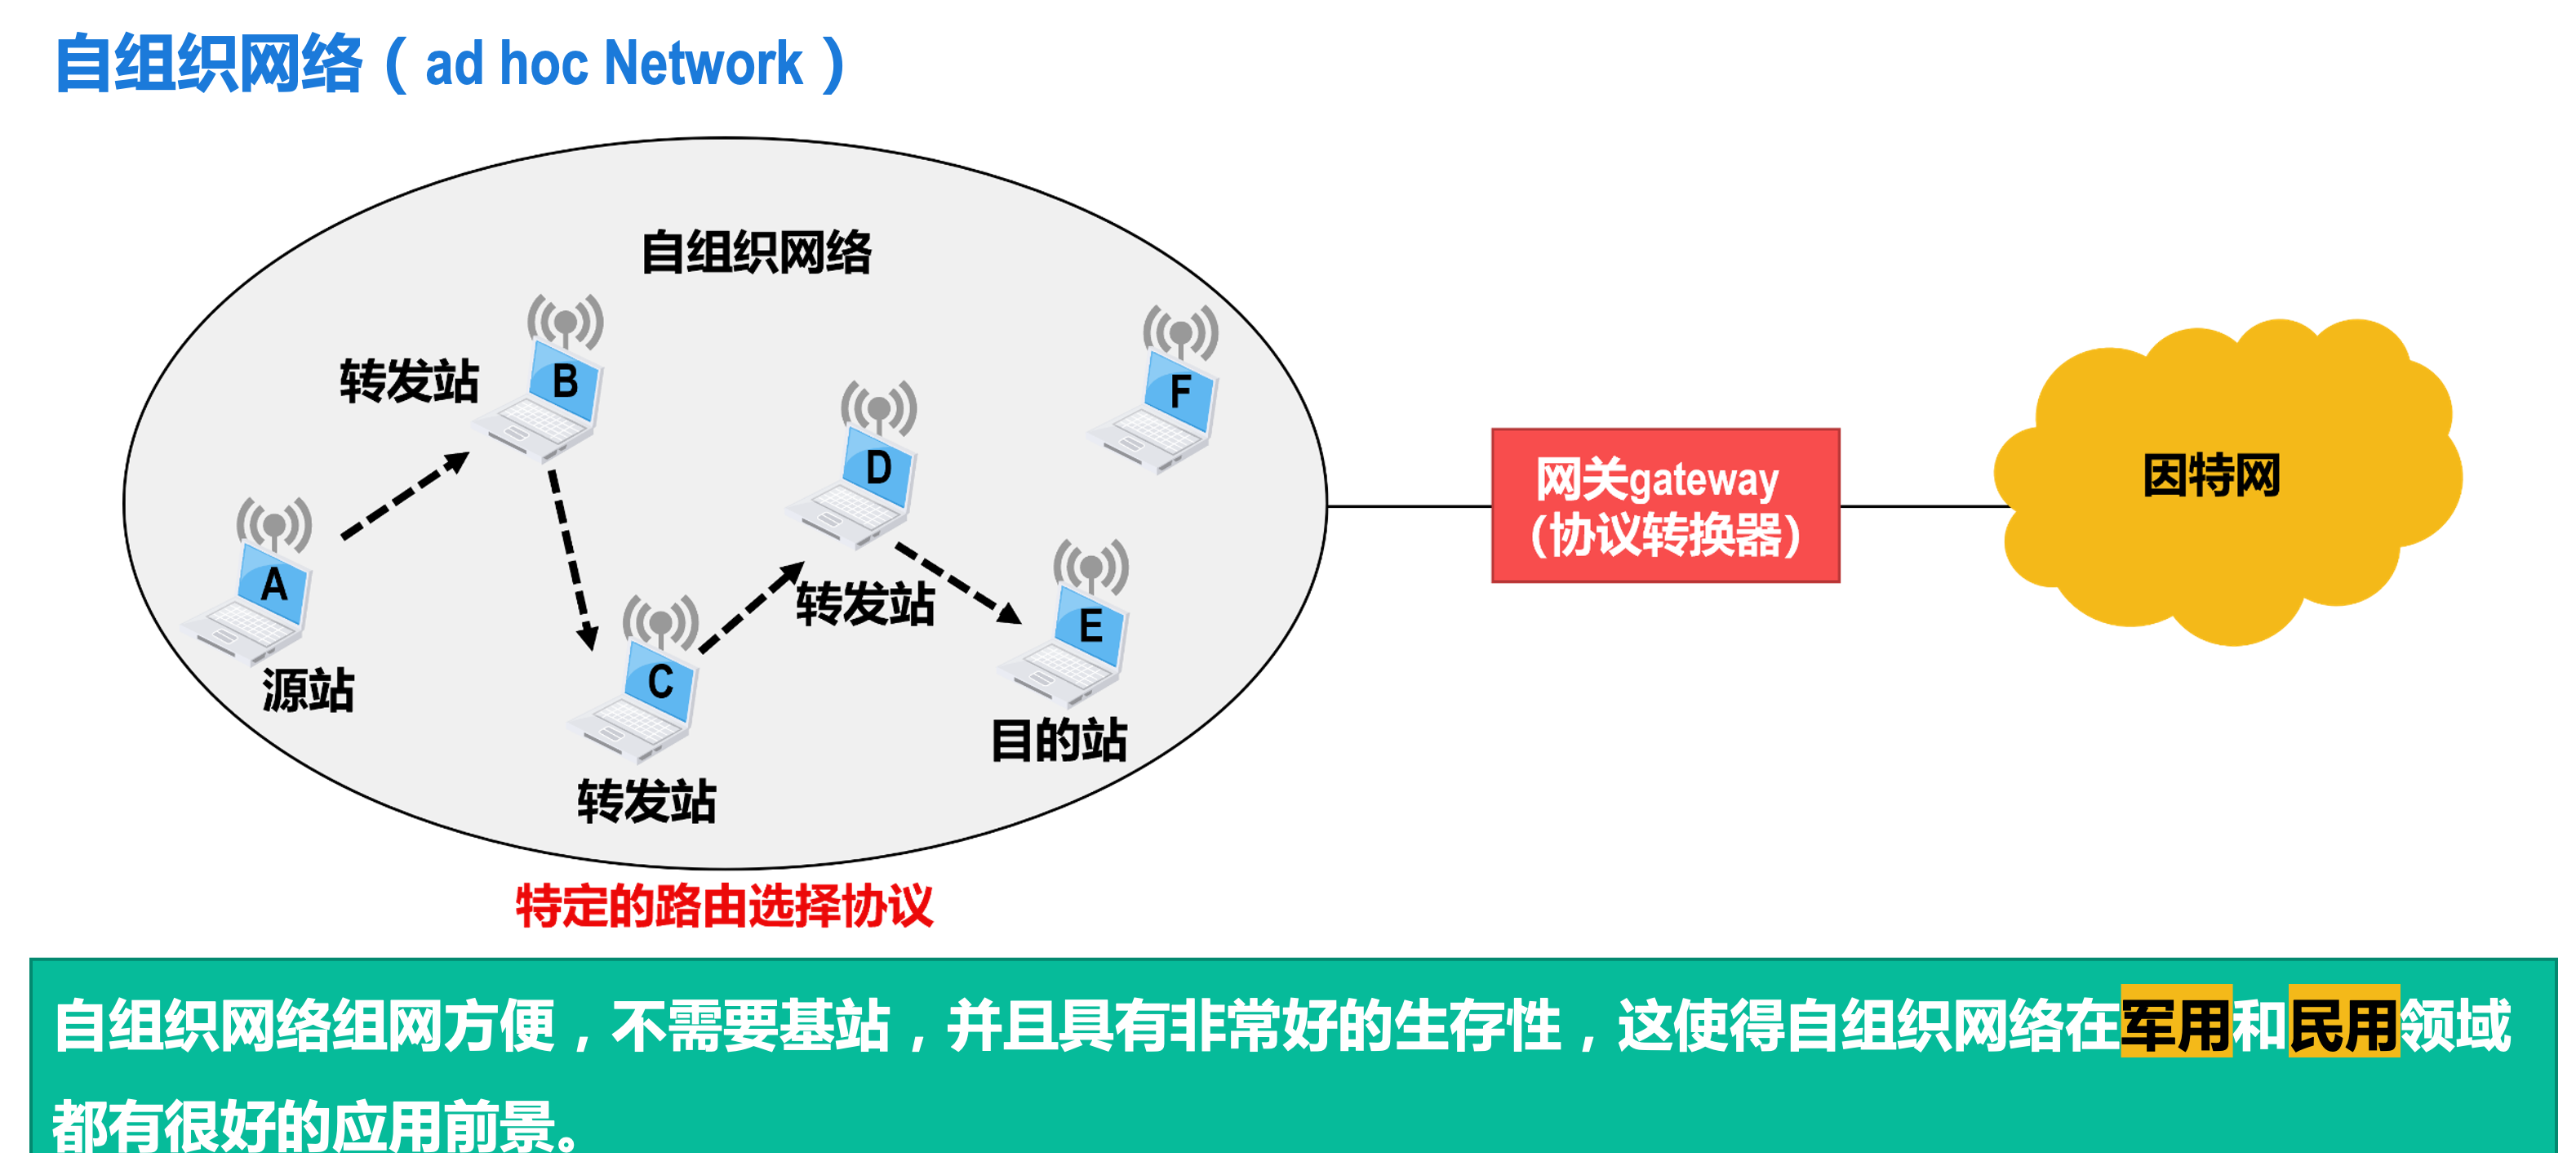 自组织网络（ad hoc Network）
自组织网络
转发站
B
F
D
网关gateway
(协议转换器)
因特网
A
转发站
E
源站
C
目的站
转发站
特定的路由选择协议
自组织网络组网方便，不需要基站，并且具有非常好的生存性，这使得自组织网络在军用和民用领域
都有很好的应用前景。